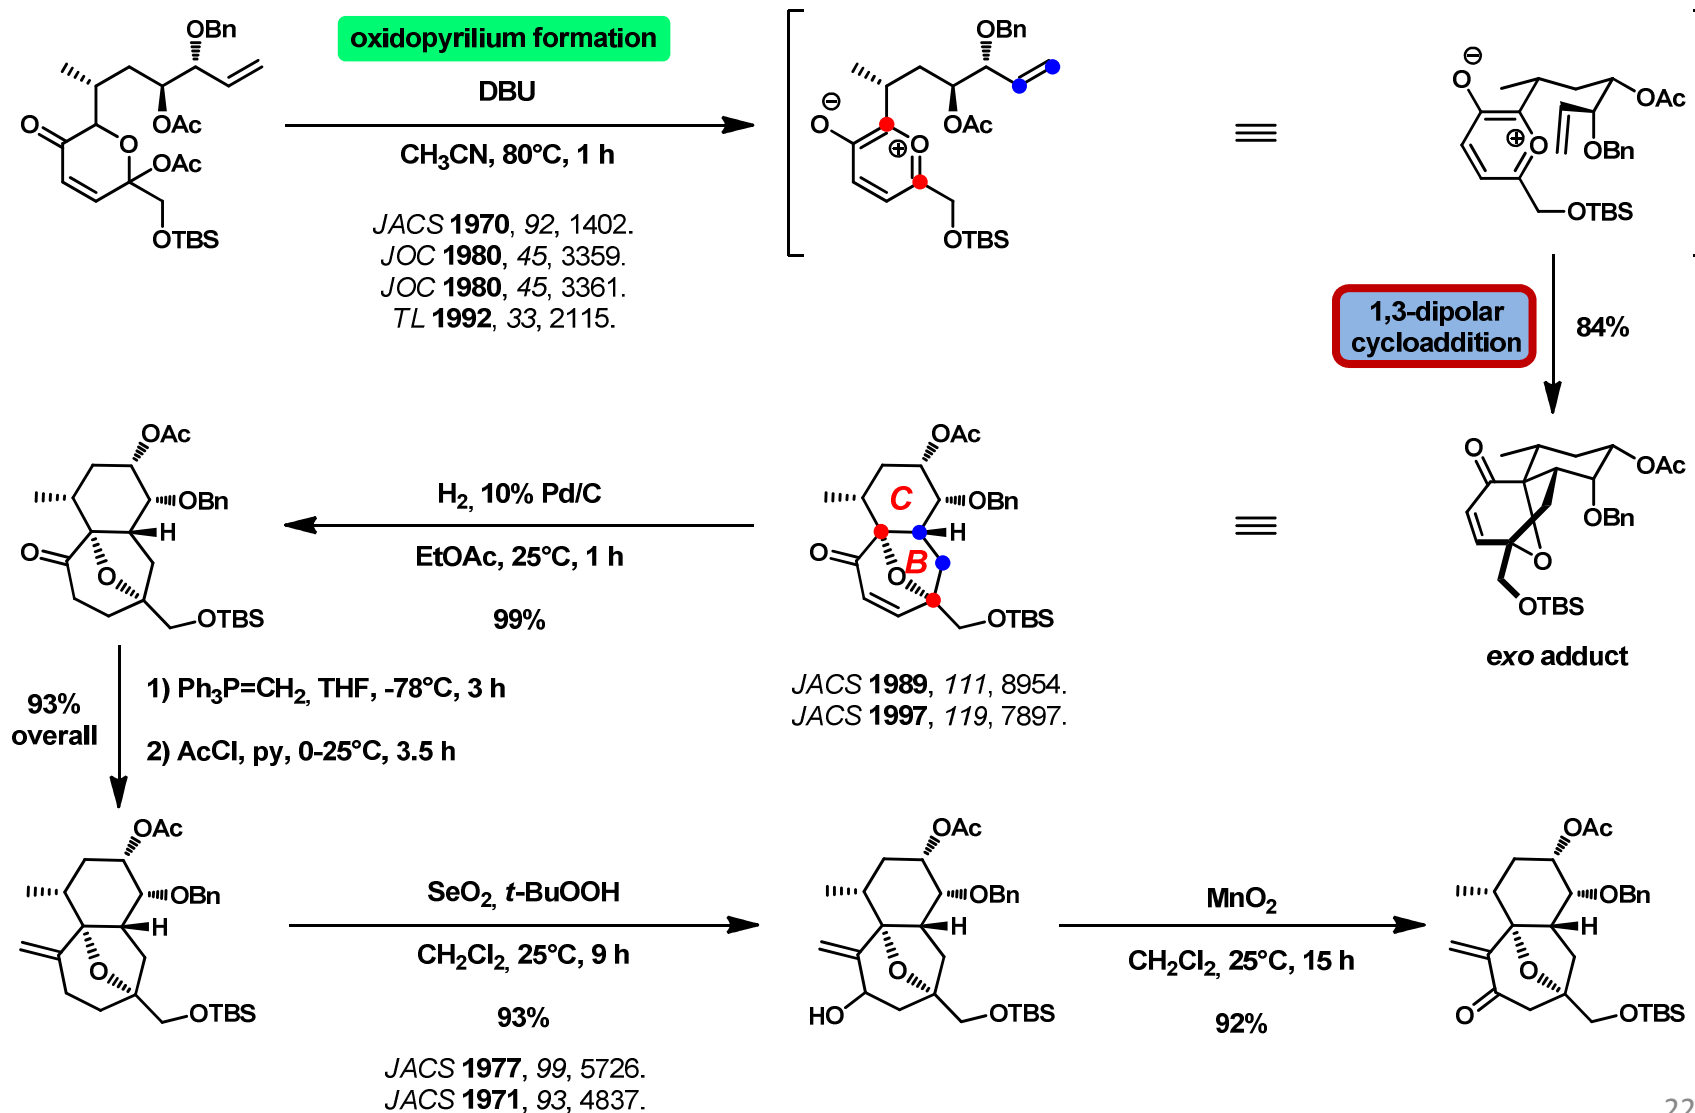 OBn
oxidopyrilium formation
DBU
CH3CN, 80°C, 1 h
O
OAc
O
OAc
OTBS
JACS 1970, 92, 1402.
JOC 1980, 45, 3359.
JOC 1980, 45, 3361.
TL 1992, 33, 2115.
OBn
⊖
O
OAc
O
⊕
OTBS
≡
⊖
O
OAc
⊕
O
OBn
OTBS
1,3-dipolar
cycloaddition
84%
O
OAc
OBn
O
OTBS
exo adduct
≡
OAc
C
OBn
H
B
O
O
OTBS
JACS 1989, 111, 8954.
JACS 1997, 119, 7897.
H2, 10% Pd/C
EtOAc, 25°C, 1 h
99%
OAc
OBn
H
O
O
OTBS
93%
overall
1) Ph3P=CH2, THF, -78°C, 3 h
2) AcCl, py, 0-25°C, 3.5 h
OAc
OBn
H
O
OTBS
SeO2, t-BuOOH
CH2Cl2, 25°C, 9 h
93%
JACS 1977, 99, 5726.
JACS 1971, 93, 4837.
OAc
OBn
H
O
HO
OTBS
MnO2
CH2Cl2, 25°C, 15 h
92%
OAc
OBn
H
O
O
OTBS
22